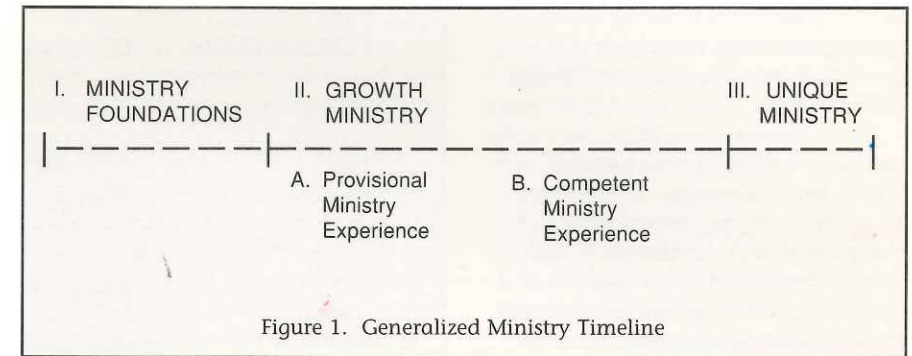 I. MINISTRY
FOUNDATIONS
II. GROWTH
MINISTRY
III. UNIQUE
MINISTRY
A. Provisional
Ministry
Experience
B. Competent
Ministry
Experience
Figure 1. Generalized Ministry Timeline